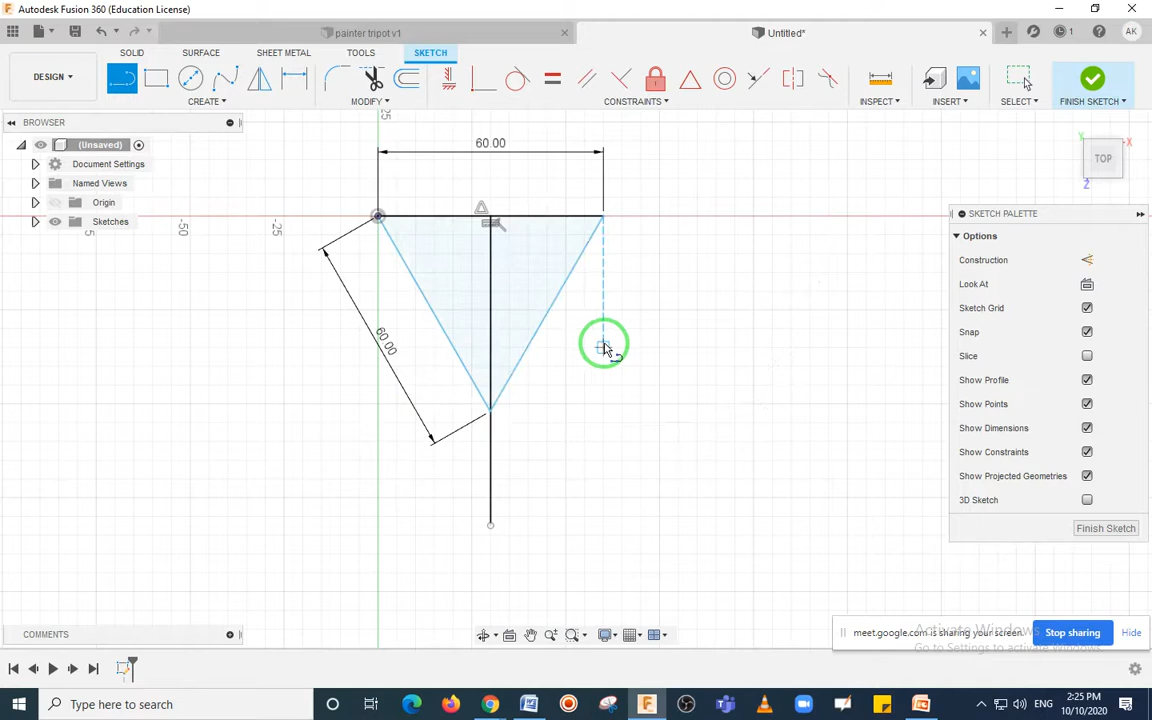 Autodesk Fusion 360 (Education License)
painter tripot v1
Untitled*
1
AK
DESIGN
SOLID SURFACE SHEET METAL TOOLS SKETCH
CREATE
MODIFY
CONSTRAINTS
INSPECT
INSERT
SELECT
FINISH SKETCH
BROWSER
(Unsaved)
Document Settings
Named Views
Origin
Sketches
25
60.00
-50
-25
60.00
5
Y
X
TOP
Z
SKETCH PALETTE
Options
Construction
Look At
Sketch Grid
Snap
Slice
Show Profile
Show Points
Show Dimensions
Show Constraints
Show Projected Geometries
3D Sketch
Finish Sketch
COMMENTS
Activate Windows
meet.google.com is sharing your screen.
Stop sharing
Hide
Go to Settings to activate Windows.
Type here to search
ENG
2:25 PM
10/10/2020